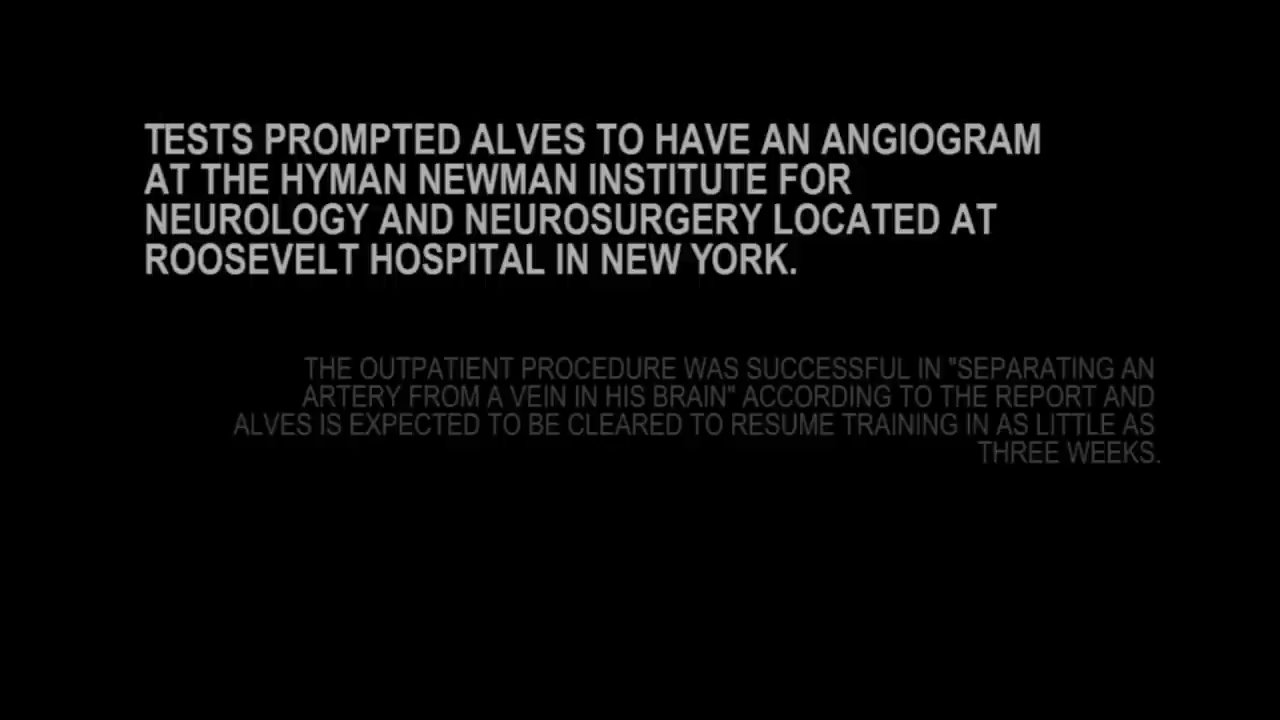 TESTS PROMPTED ALVES TO HAVE AN ANGIOGRAM
AT THE HYMAN NEWMAN INSTITUTE FOR
NEUROLOGY AND NEUROSURGERY LOCATED AT
ROOSEVELT HOSPITAL IN NEW YORK.
THE OUTPATIENT PROCEDURE WAS SUCCESSFUL IN "SEPARATING AN
ARTERY FROM A VEIN IN HIS BRAIN" ACCORDING TO THE REPORT AND
ALVES IS EXPECTED TO BE CLEARED TO RESUME TRAINING IN AS LITTLE AS
THREE WEEKS.